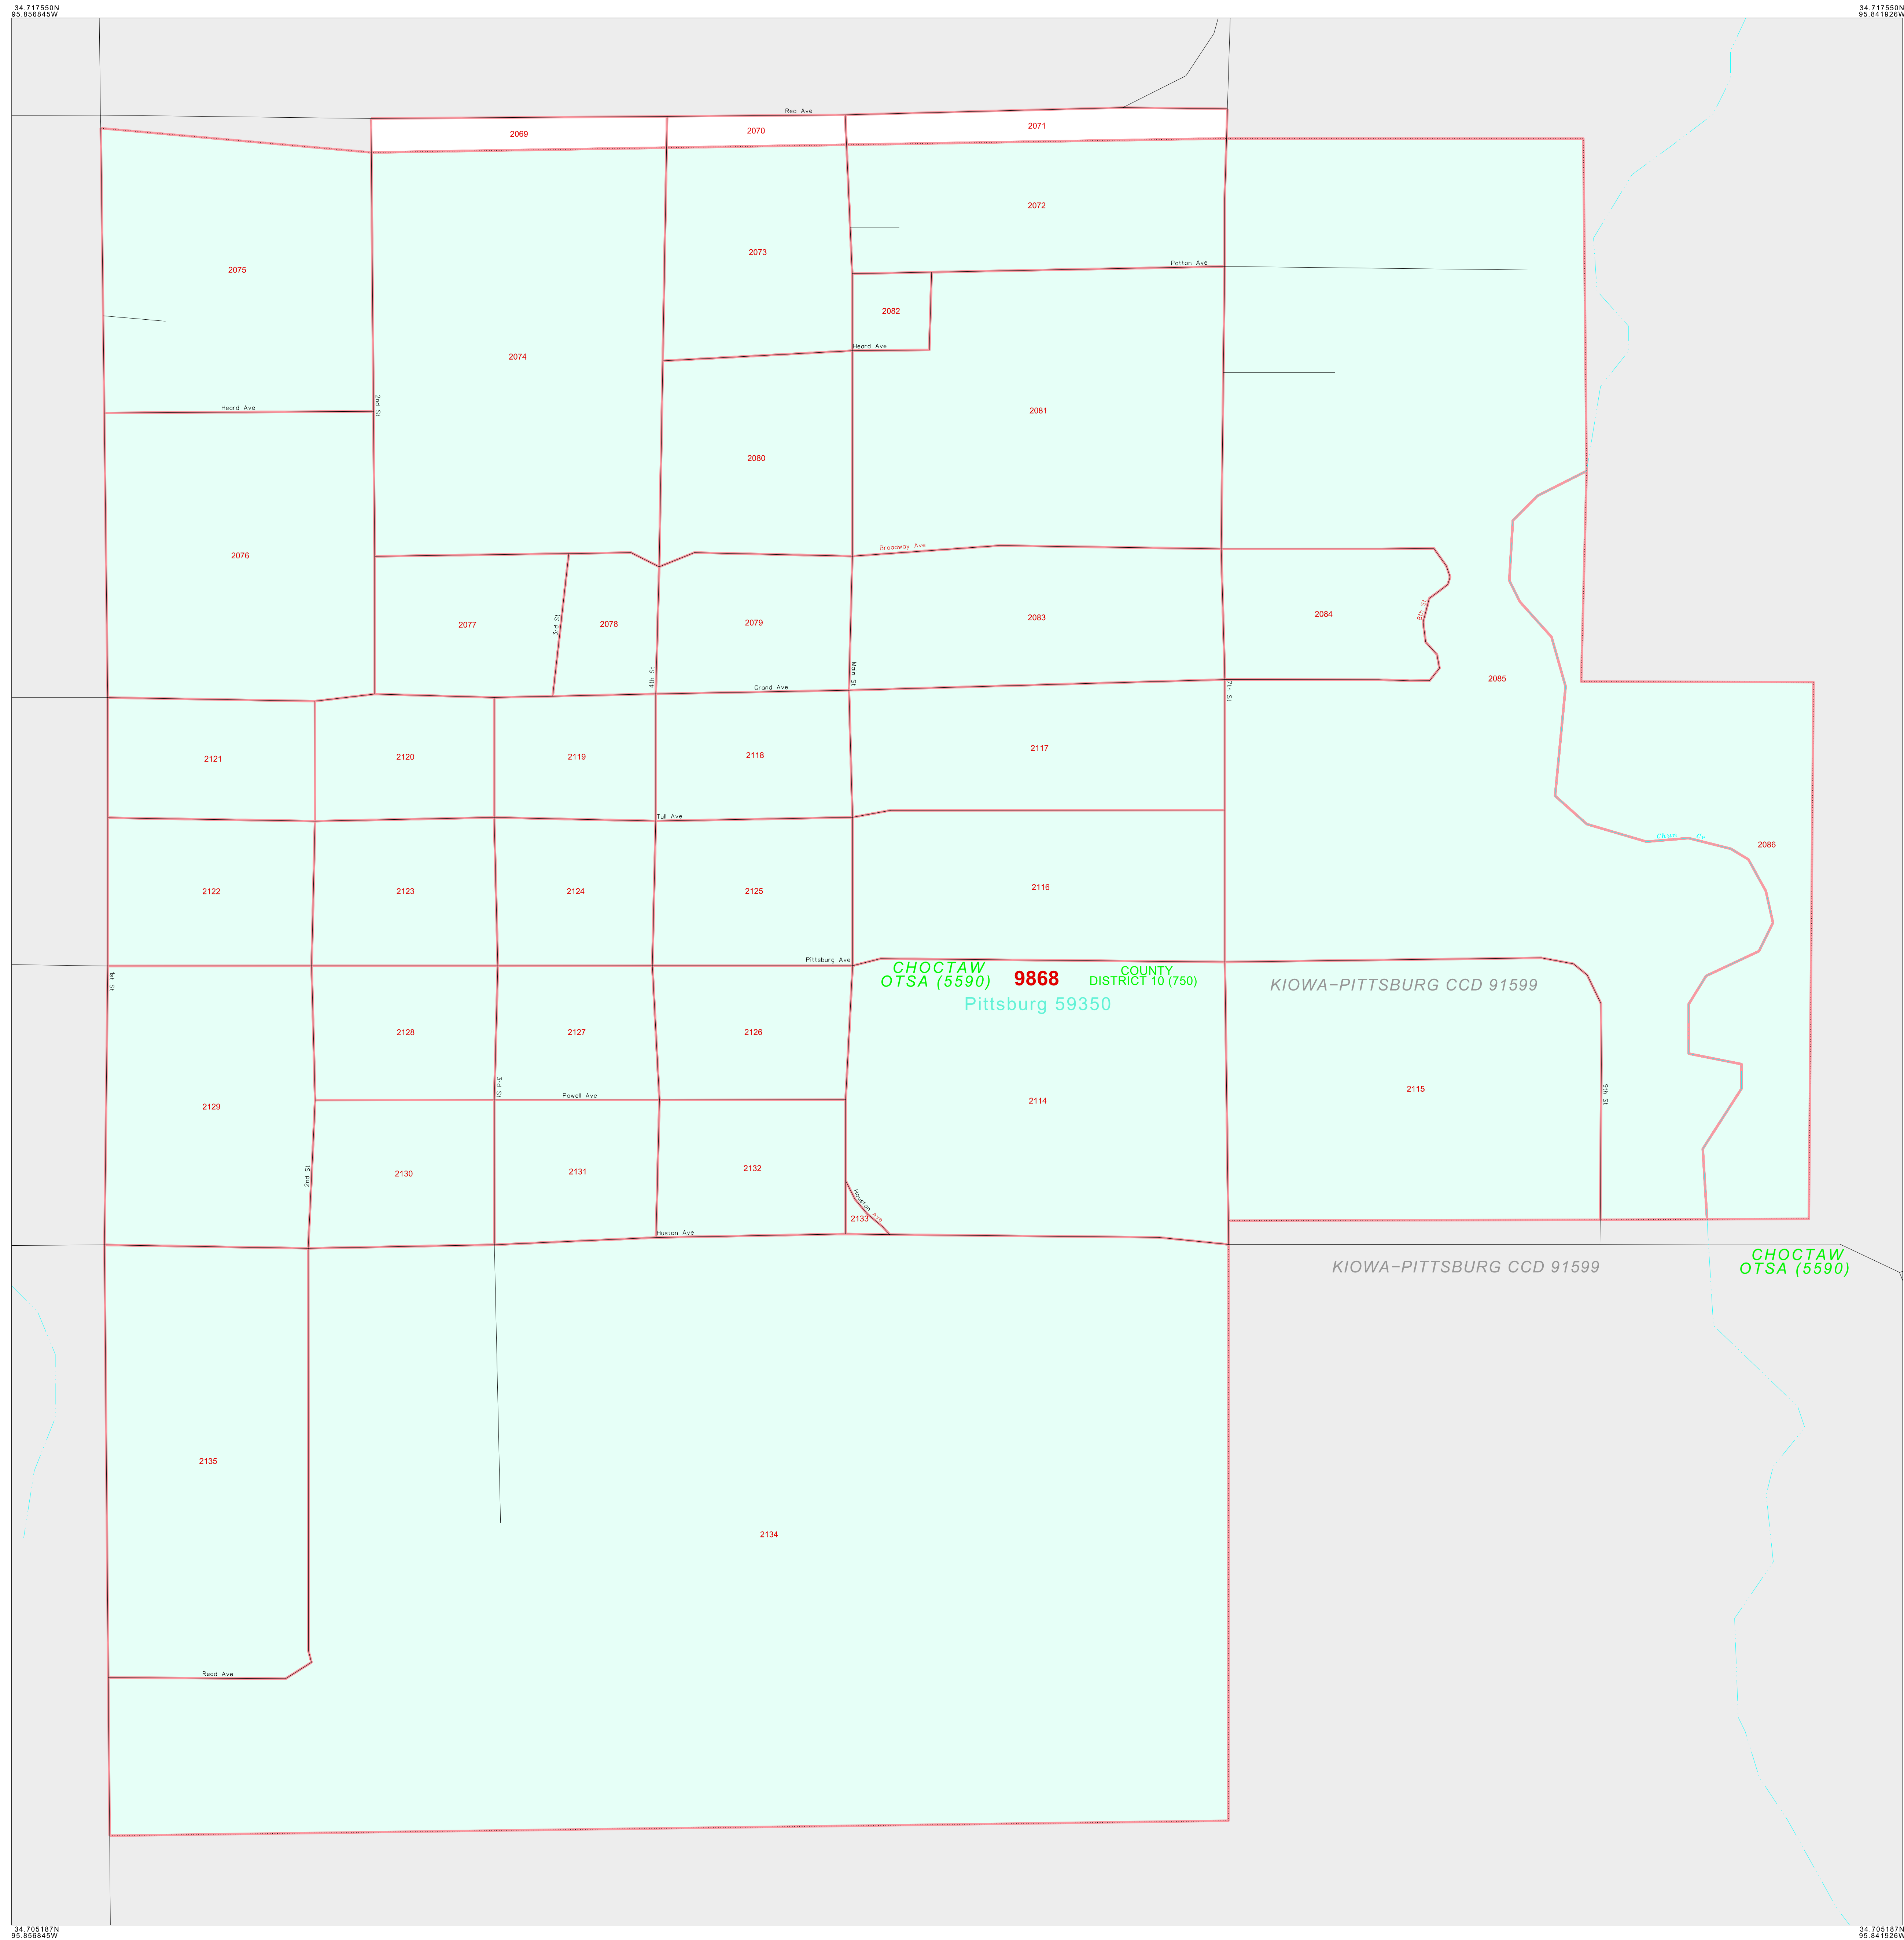 34.717550N
95.856845W
34.717550N
95.841926W
Rea Ave
2069
2070
2071
2072
2073
2075
Patton Ave
2082
Heard Ave
2074
2nd St
Heard Ave
2081
2080
Broadway Ave
2076
3rd St
2077
2078
2079
2083
8th St
2084
4th St
Main St
Grand Ave
7th St
2085
2121
2120
2119
2118
2117
Tull Ave
2086
2122
2123
2124
2125
2116
Pittsburg Ave
1st St
CHOCTAW
OTSA (5590)
9868
COUNTY
DISTRICT 10 (750)
KIOWA-PITTSBURG CCD 91599
Pittsburg 59350
2128
2127
2126
3rd St
Powell Ave
2129
2114
2115
9th St
2nd St
2130
2131
2132
Houston Ave
2133
Huston Ave
KIOWA-PITTSBURG CCD 91599
CHOCTAW
OTSA (5590)
2135
2134
Read Ave
34.705187N
95.856845W
34.705187N
95.841926W